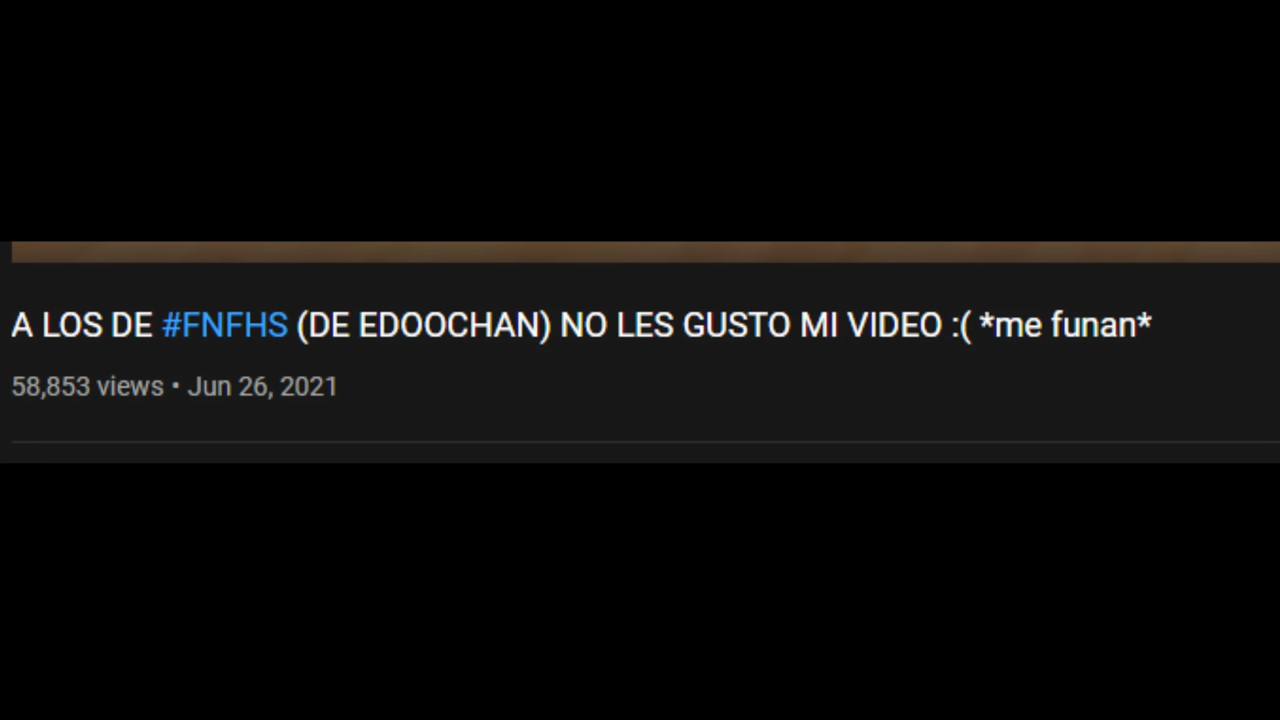 A LOS DE #FNFHS (DE EDOOCHAN) NO LES GUSTO MI VIDEO :( *me funan*
58,853 views • Jun 26, 2021